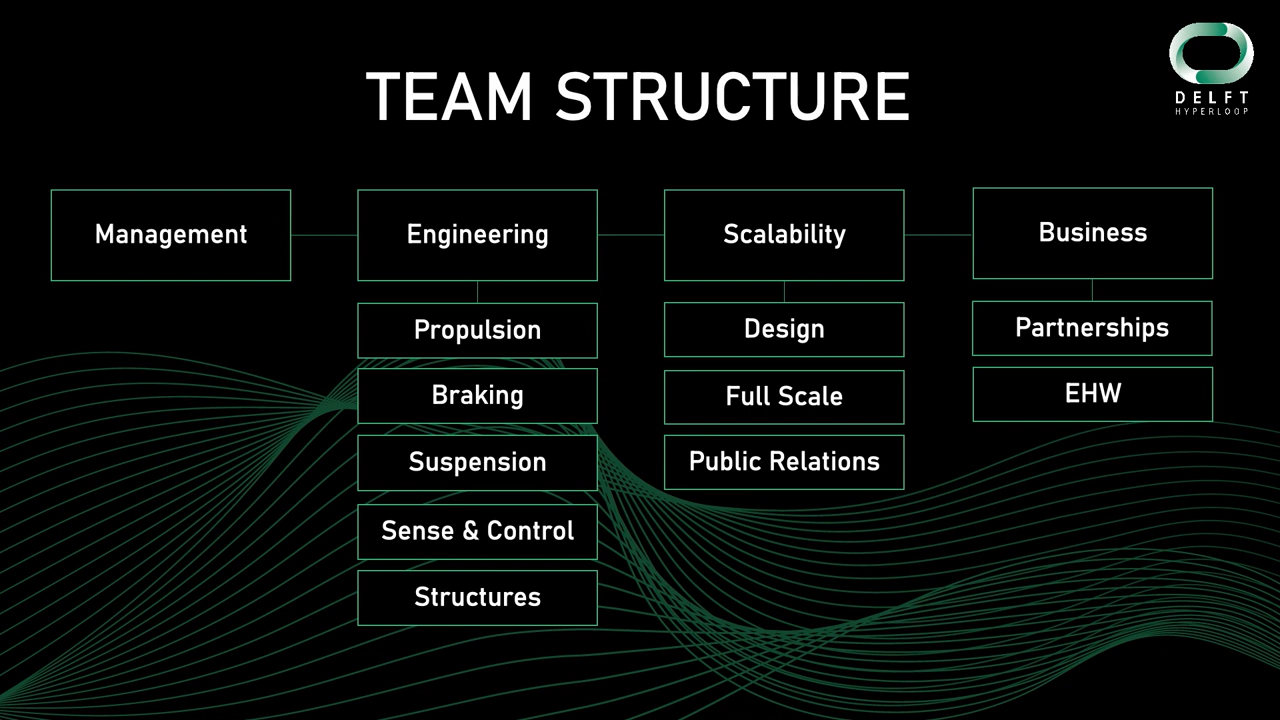 DELFT
HYPERLOOP
TEAM STRUCTURE
Management
Engineering
Scalability
Business
Propulsion
Braking
Suspension
Sense & Control
Structures
Design
Full Scale
Public Relations
Partnerships
EHW